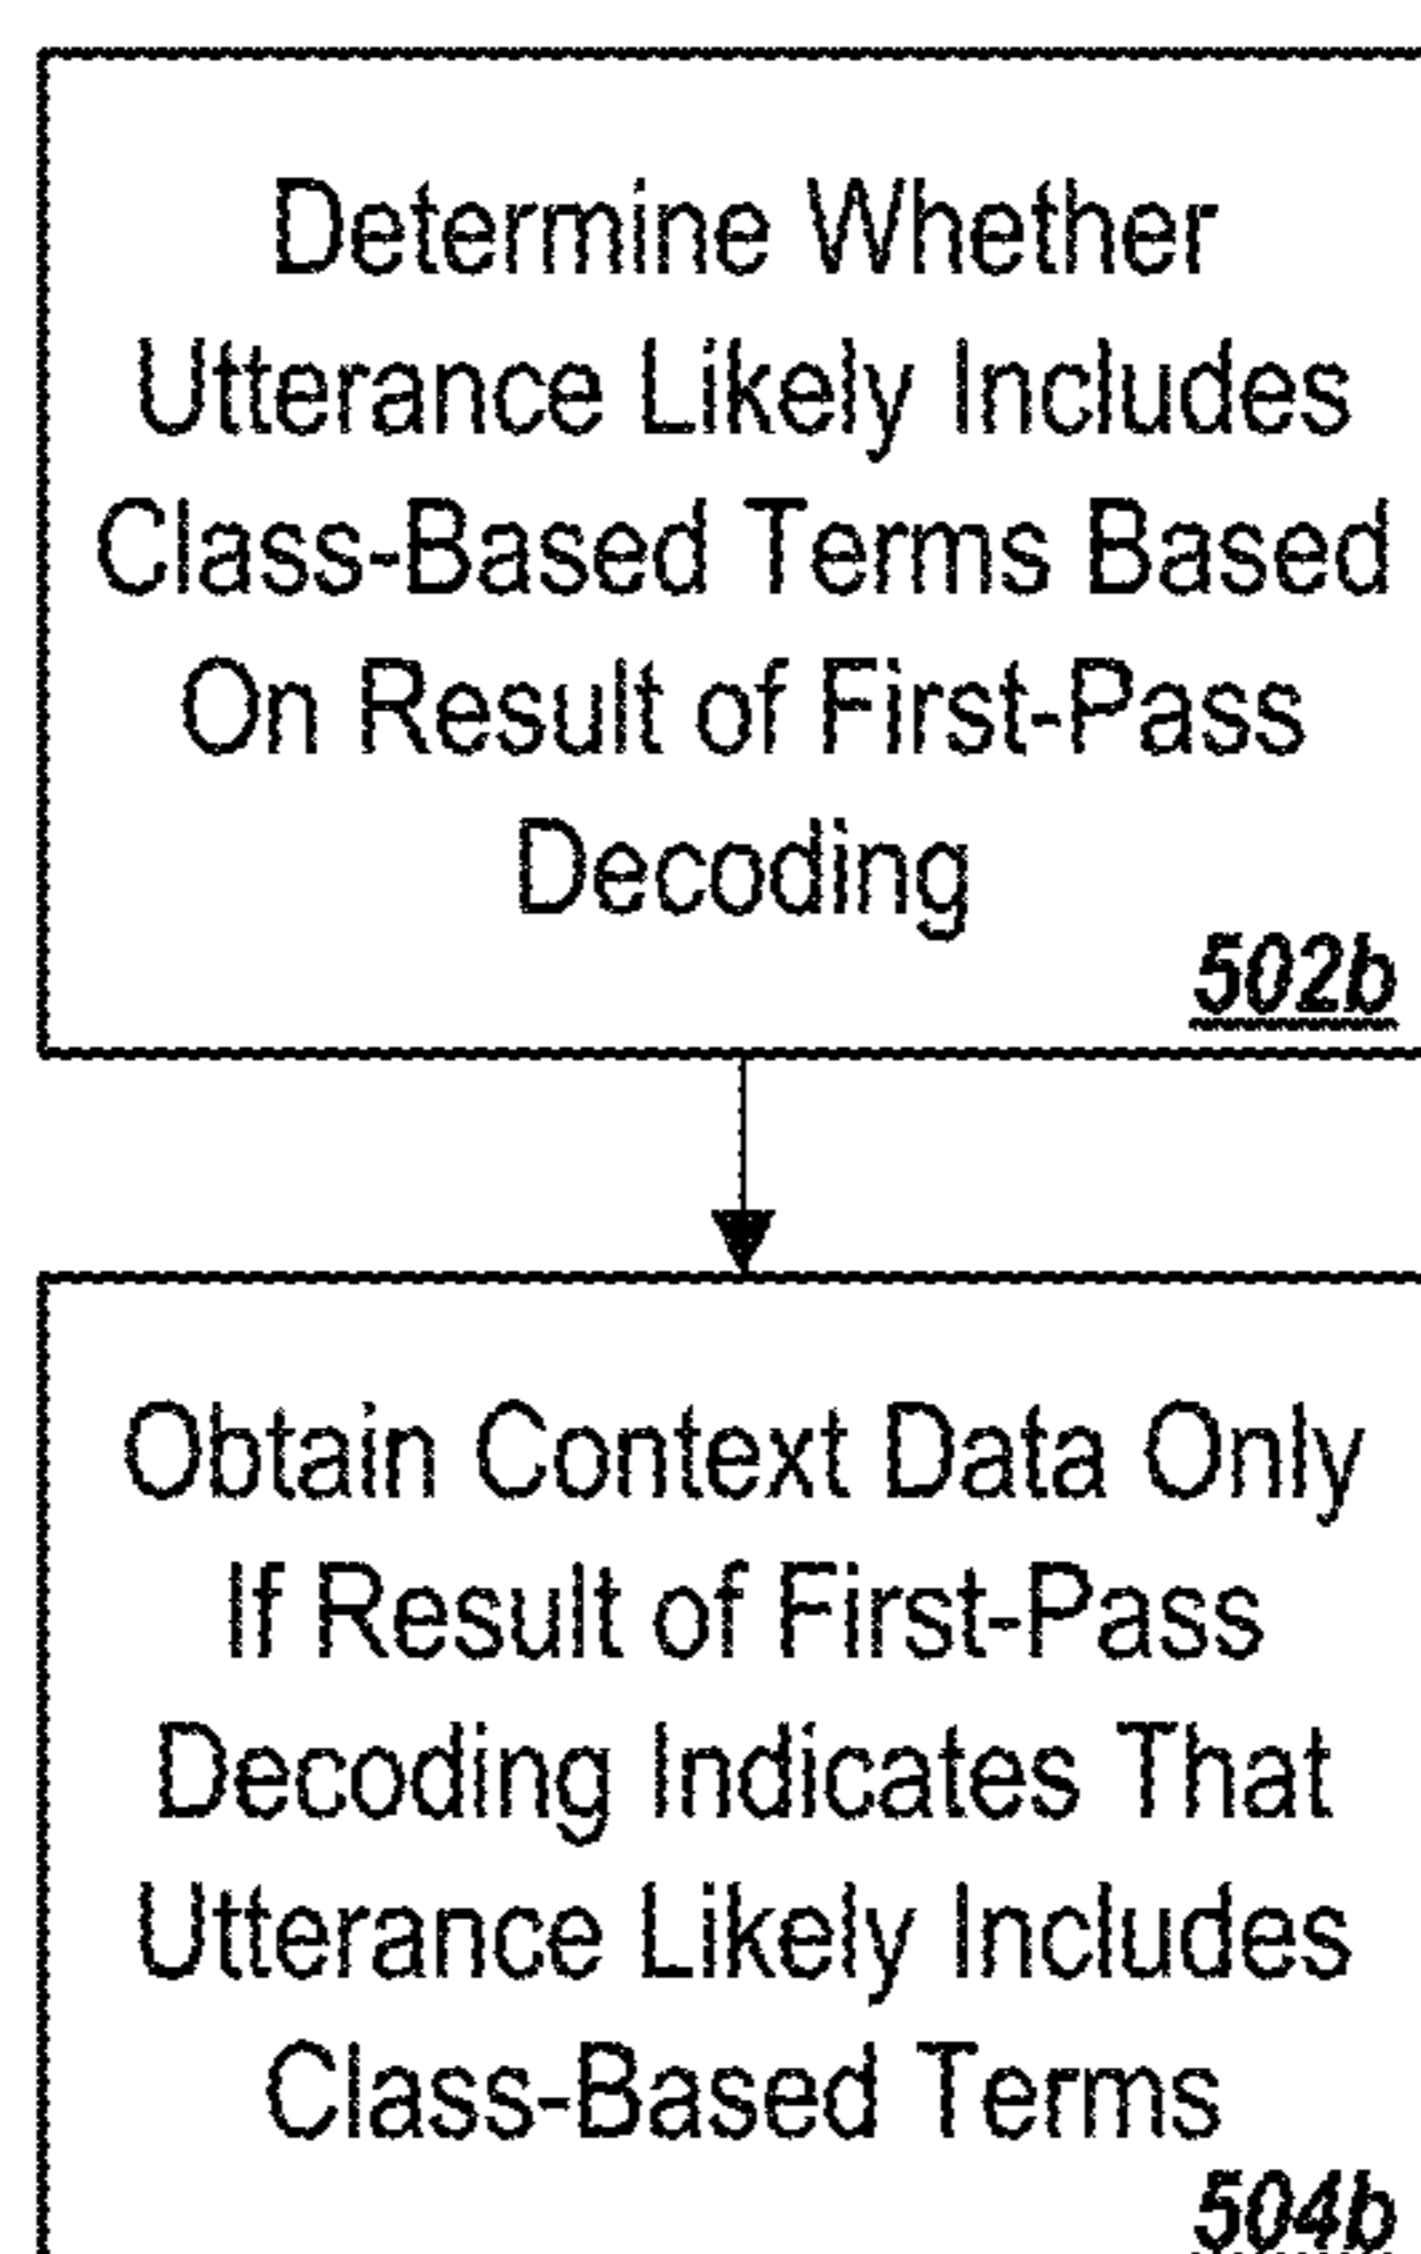 Determine Whether
Utterance Likely Includes
Class-Based Terms Based
On Result of First-Pass
Decoding
502b
Obtain Context Data Only
If Result of First-Pass
Decoding Indicates That
Utterance Likely Includes
Class-Based Terms
504b